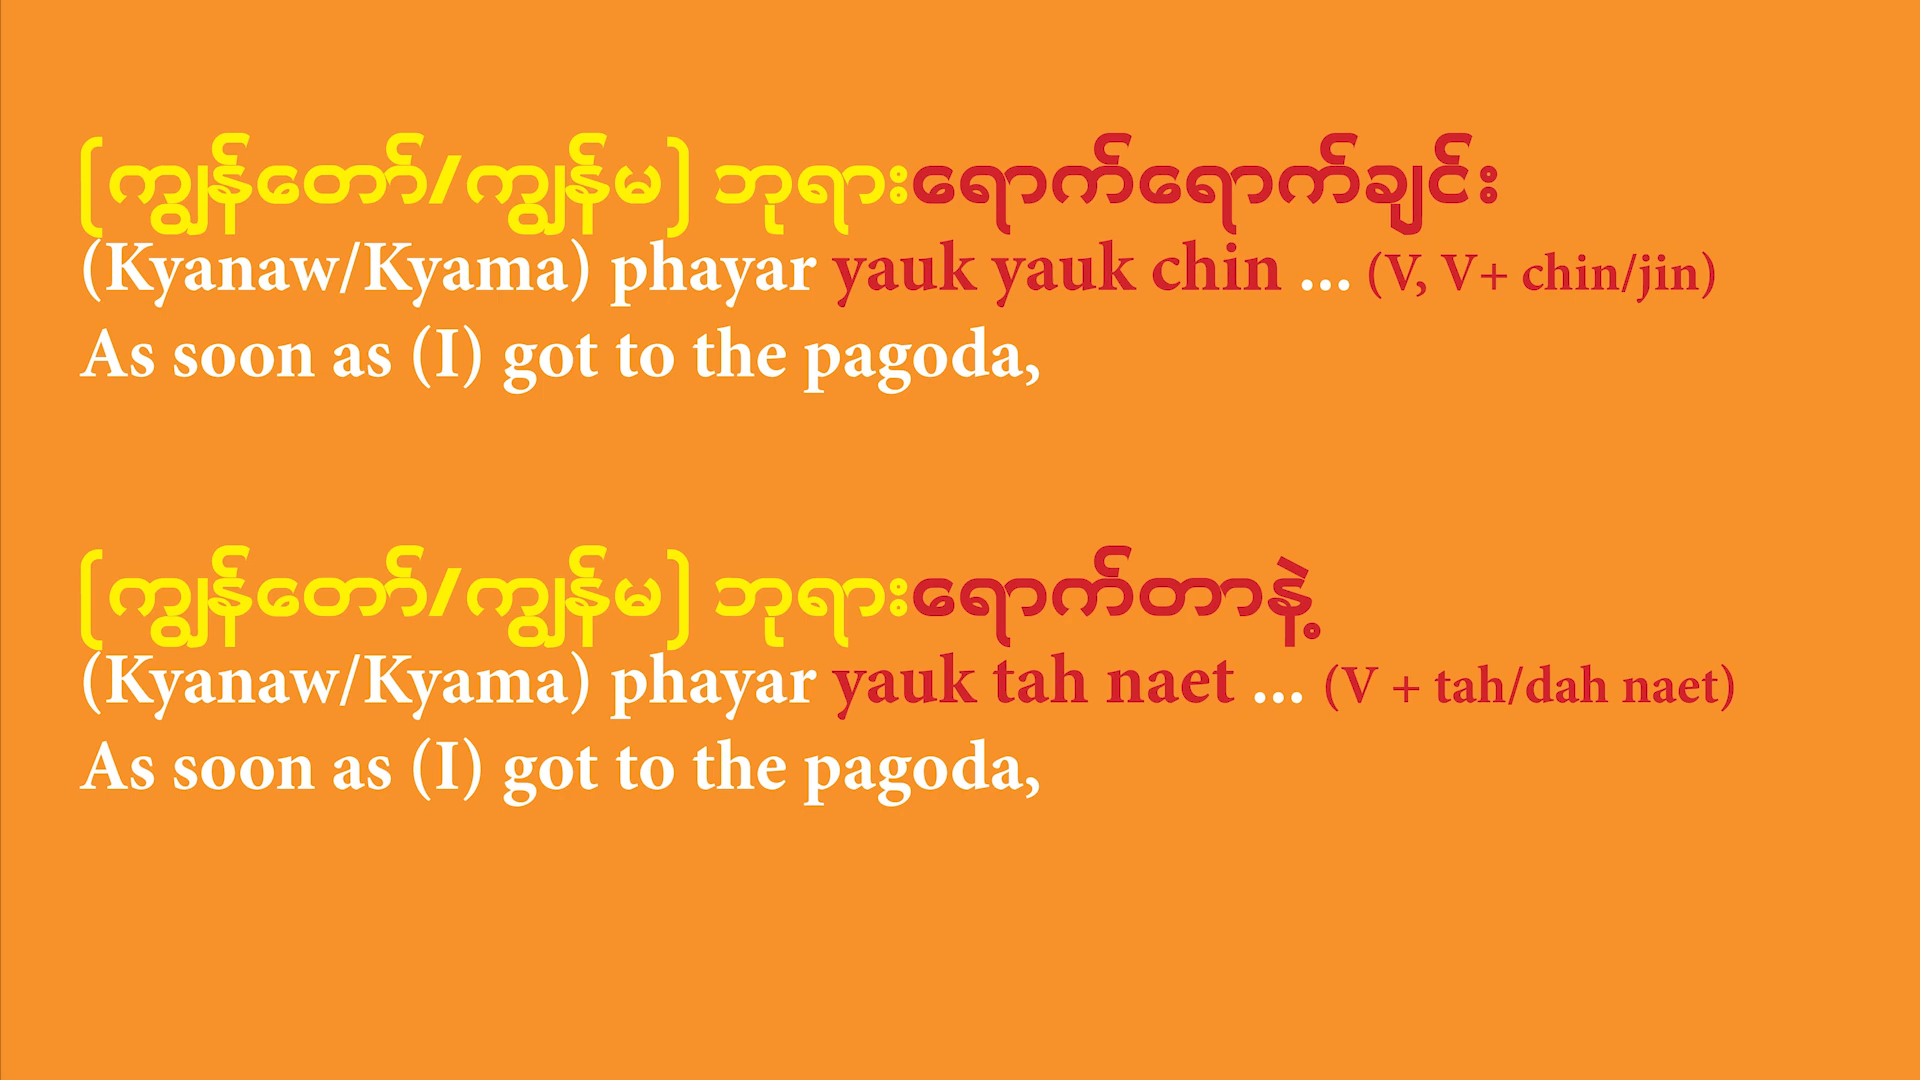 (ကျွန်တော်/ကျွန်မ) ဘုရားရောက်ရောက်ချင်း
(Kyanaw/Kyama) phayar yauk yauk chin ... (V, V+ chin/jin)
As soon as (I) got to the pagoda,
(ကျွန်တော်/ကျွန်မ) ဘုရားရောက်တာနဲ့
(Kyanaw/Kyama) phayar yauk tah naet ... (V + tah/dah naet)
As soon as (I) got to the pagoda,